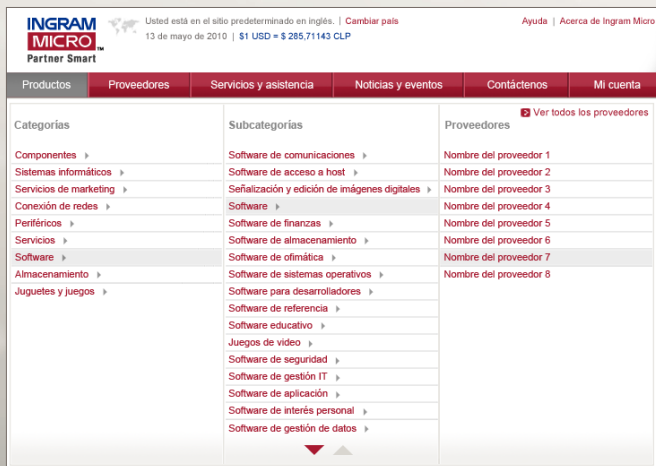 INGRAM
MICRO
Partner Smart
Usted está en el sitio predeterminado en inglés. | Cambiar país
13 de mayo de 2010 | $1 USD = $ 285,71143 CLP
Ayuda | Acerca de Ingram Micro
Productos
Proveedores
Servicios y asistencia
Noticias y eventos
Contáctenos
Mi cuenta
Ver todos los proveedores
Categorías
Componentes
Sistemas informáticos
Servicios de marketing
Conexión de redes
Periféricos
Servicios
Software
Almacenamiento
Juguetes y juegos
Subcategorías
Software de comunicaciones
Software de acceso a host
Señalización y edición de imágenes digitales
Software
Software de finanzas
Software de almacenamiento
Software de ofimática
Software de sistemas operativos
Software para desarrolladores
Software de referencia
Software educativo
Juegos de video
Software de seguridad
Software de gestión IT
Software de aplicación
Software de interés personal
Software de gestión de datos
Proveedores
Nombre del proveedor 1
Nombre del proveedor 2
Nombre del proveedor 3
Nombre del proveedor 4
Nombre del proveedor 5
Nombre del proveedor 6
Nombre del proveedor 7
Nombre del proveedor 8